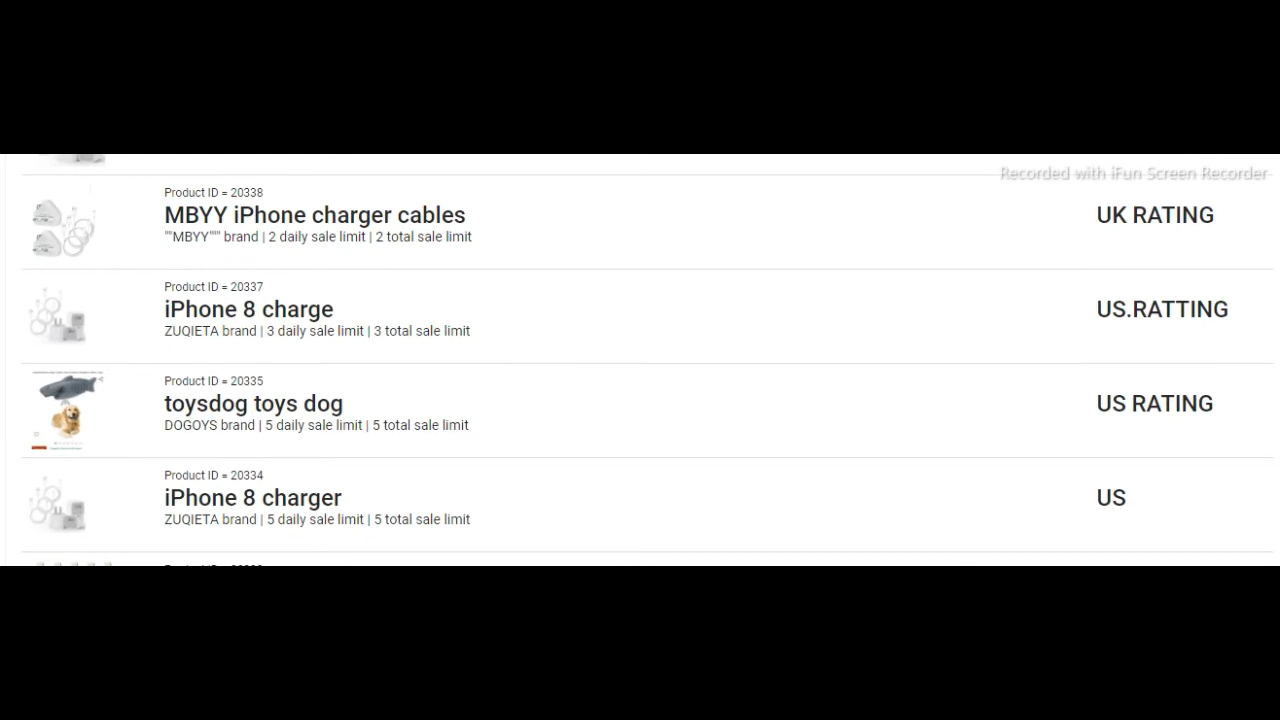 Recorded with iFun Screen Recorder
Product ID = 20338
MBYY iPhone charger cables
UK RATING
""MBYY""" brand | 2 daily sale limit | 2 total sale limit
Product ID = 20337
iPhone 8 charge
US.RATTING
ZUQIETA brand | 3 daily sale limit | 3 total sale limit
Product ID = 20335
toysdog toys dog
US RATING
DOGOYS brand | 5 daily sale limit | 5 total sale limit
Product ID = 20334
iPhone 8 charger
US
ZUQIETA brand | 5 daily sale limit | 5 total sale limit